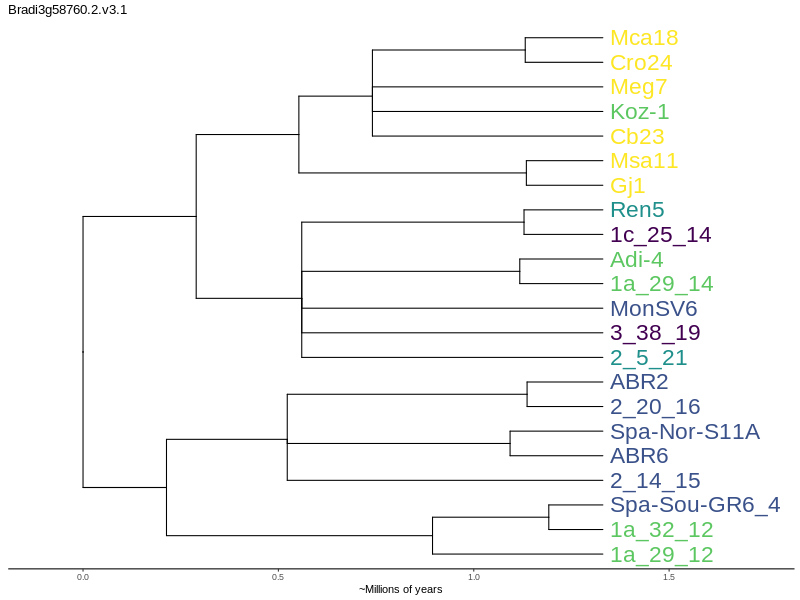 Bradi3g58760.2.v3.1
Mca18
Cro24
Meg7
Koz-1
Cb23
Msa11
Gj1
Ren5
1c_25_14
Adi-4
1a_29_14
MonSV6
3_38_19
2_5_21
ABR2
2_20_16
Spa-Nor-S11A
ABR6
2_14_15
Spa-Sou-GR6_4
1a_32_12
1a_29_12
0.0 0.5 1.0 1.5
~Millions of years